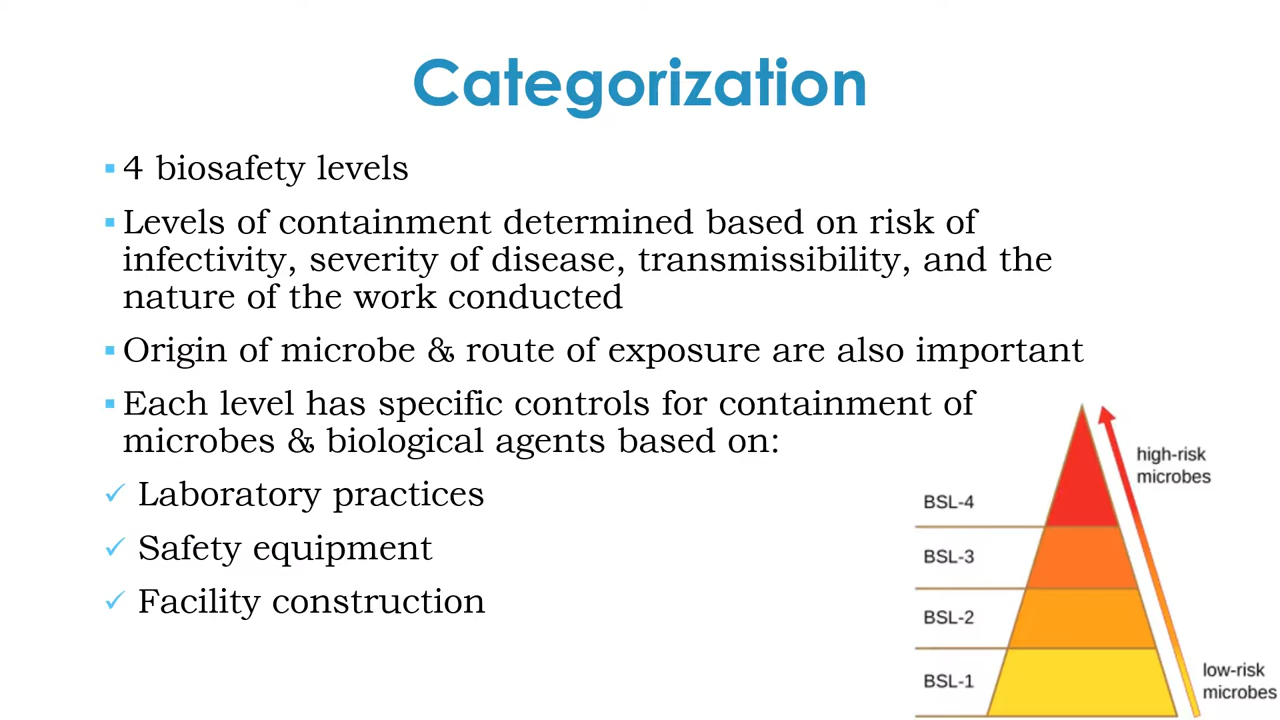 Categorization
4 biosafety levels
Levels of containment determined based on risk of
infectivity, severity of disease, transmissibility, and the
nature of the work conducted
Origin of microbe & route of exposure are also important
Each level has specific controls for containment of
microbes & biological agents based on:
Laboratory practices
Safety equipment
Facility construction
high-risk
microbes
BSL-4
BSL-3
BSL-2
BSL-1
low-risk
microbes